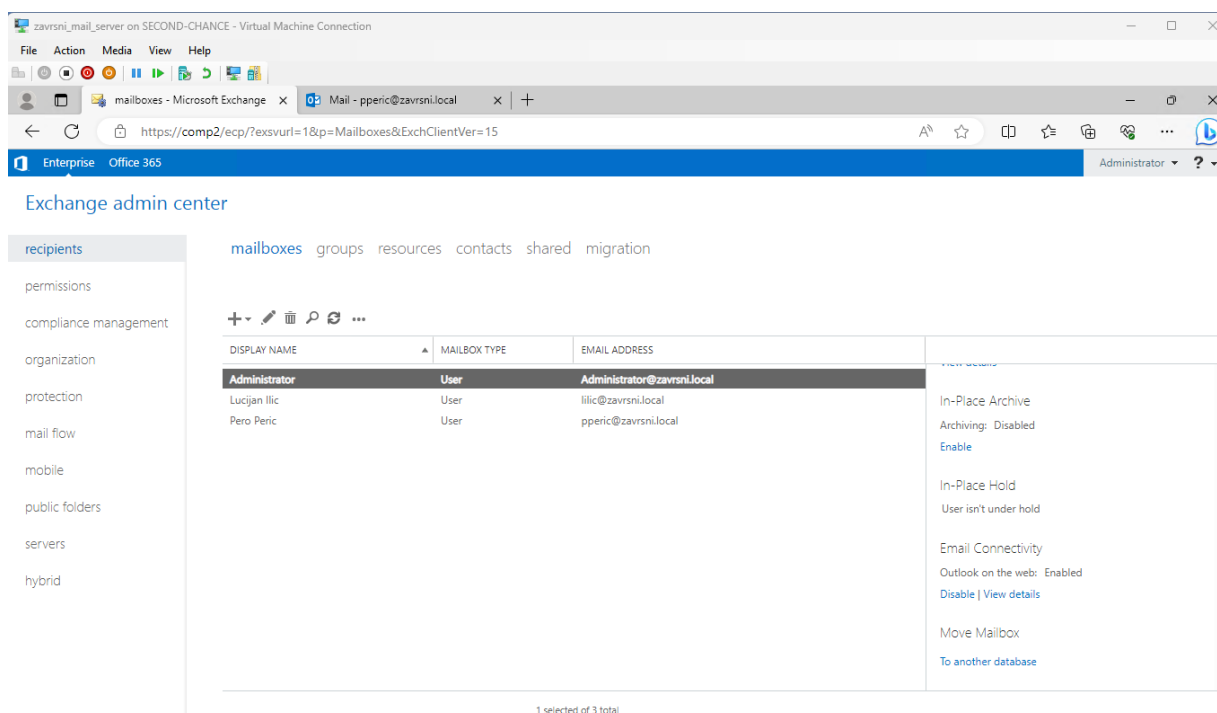 zavrsni_mail_server on SECOND-CHANCE - Virtual Machine Connection
File Action Media View Help
mailboxes - Microsoft Exchange
Mail - pperic@zavrsni.local
https://comp2/ecp/?exsvurl=1&p=Mailboxes&ExchClientVer=15
Enterprise Office 365
Administrator ?
Exchange admin center
recipients
permissions
compliance management
organization
protection
mail flow
mobile
public folders
servers
hybrid
mailboxes groups resources contacts shared migration
DISPLAY NAME MAILBOX TYPE EMAIL ADDRESS
Administrator User Administrator@zavrsni.local
Lucijan Ilic User lilic@zavrsni.local
Pero Peric User pperic@zavrsni.local
View details
In-Place Archive
Archiving: Disabled
Enable
In-Place Hold
User isn't under hold
Email Connectivity
Outlook on the web: Enabled
Disable | View details
Move Mailbox
To another database
1 selected of 3 total